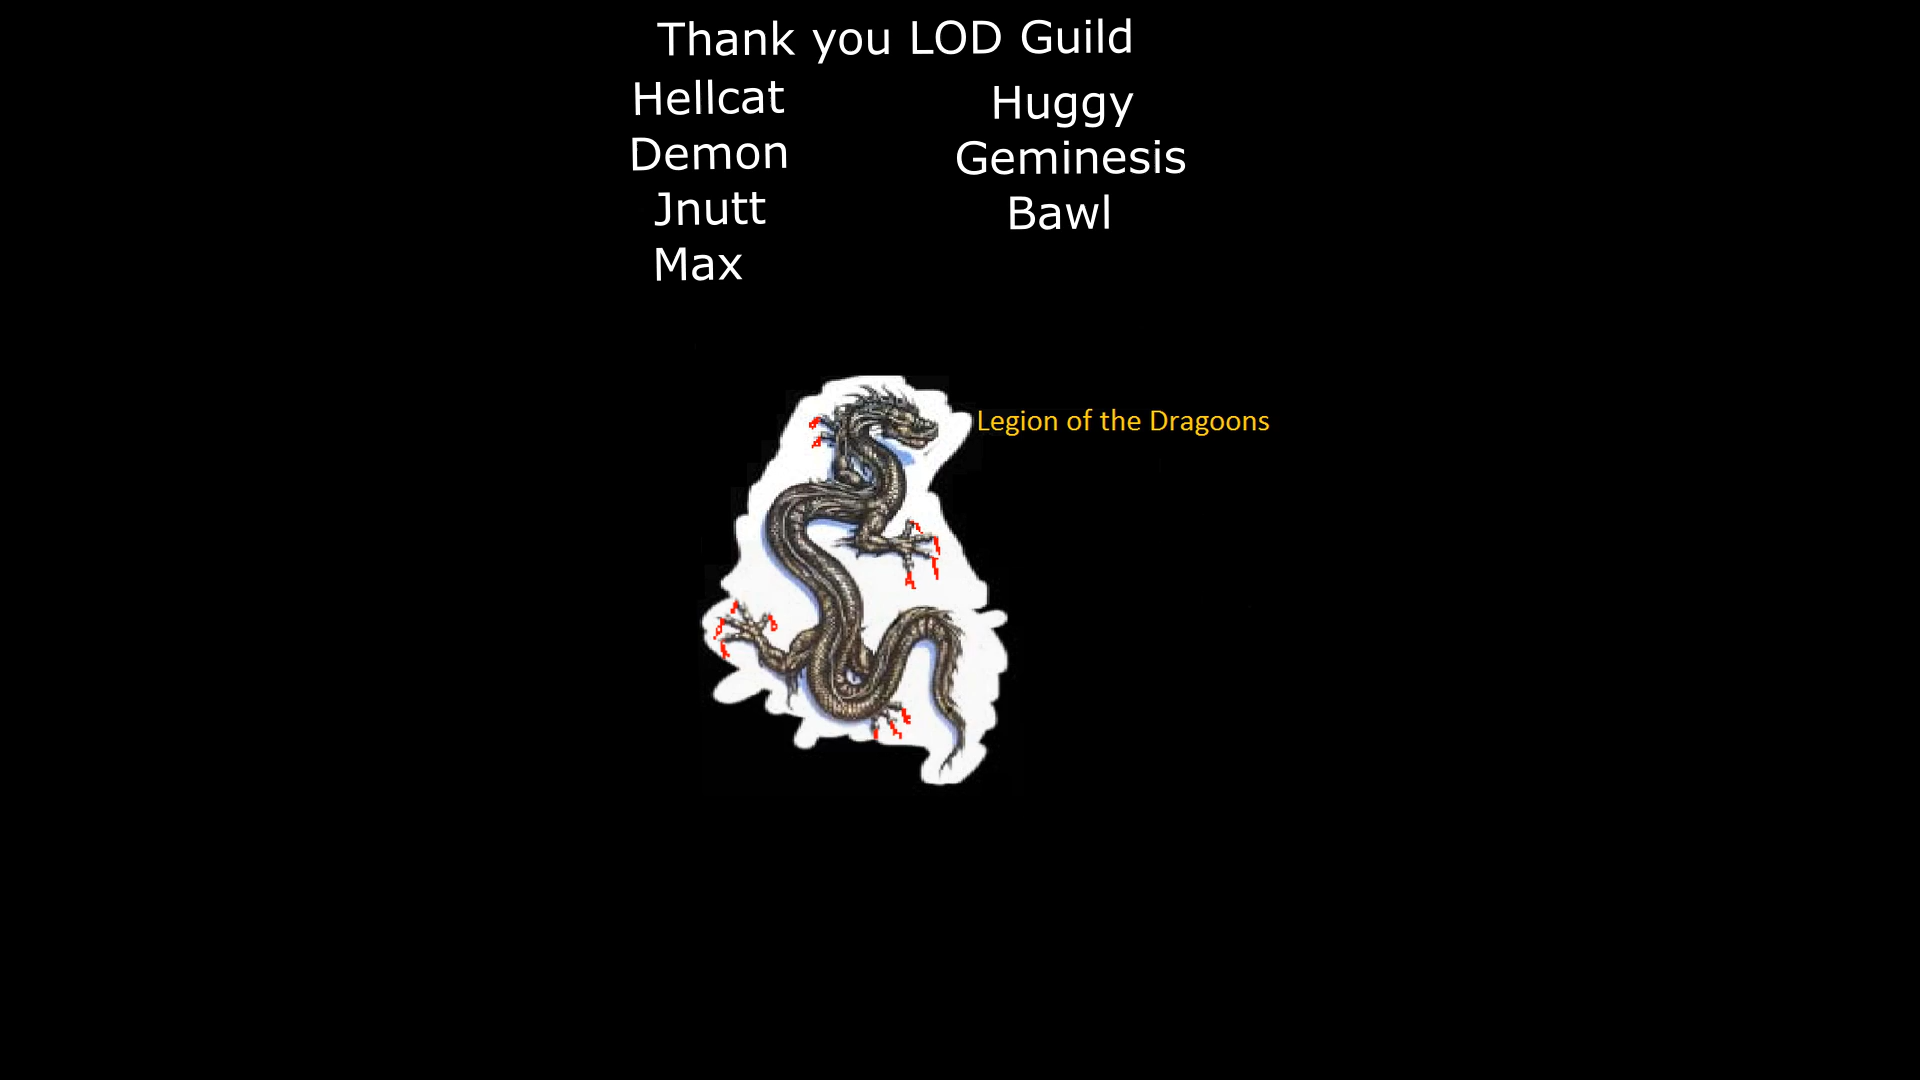 Thank you LOD Guild
Hellcat
Demon
Jnutt
Max
Huggy
Geminesis
Bawl
Legion of the Dragoons